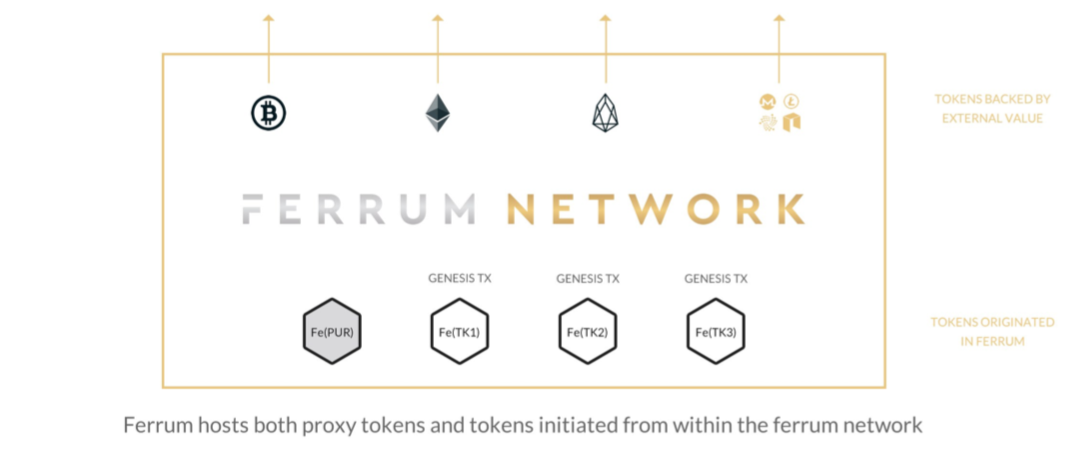 TOKENS BACKED BY
EXTERNAL VALUE
FERRUM NETWORK
GENESIS TX GENESIS TX GENESIS TX
Fe(PUR) Fe(TK1) Fe(TK2) Fe(TK3)
TOKENS ORIGINATED
IN FERRUM
Ferrum hosts both proxy tokens and tokens initiated from within the ferrum network